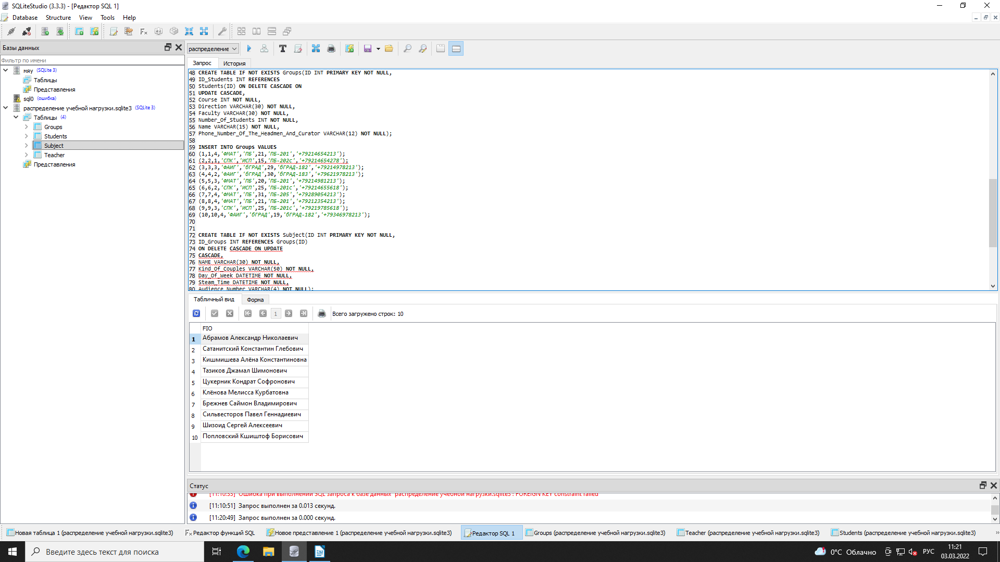 SQLiteStudio (3.3.3) - [Редактор SQL 1]
Database Structure View Tools Help
Базы данных
Фильтр по имени
мяу (SQLite 3)
Таблицы
Представления
sql0 (ошибка)
распределение учебной нагрузки.sqlite3 (SQLite 3)
Таблицы (4)
Groups
Students
Subject
Teacher
Представления
распределение
Запрос История
48 CREATE TABLE IF NOT EXISTS Groups(ID INT PRIMARY KEY NOT NULL,
49 ID_Students INT REFERENCES
50 Students(ID) ON DELETE CASCADE ON
51 UPDATE CASCADE,
52 Course INT NOT NULL,
53 Direction VARCHAR(30) NOT NULL,
54 Faculty VARCHAR(30) NOT NULL,
55 Number_Of_Students INT NOT NULL,
56 Name VARCHAR(15) NOT NULL,
57 Phone_Number_Of_The_Headmen_And_Curator VARCHAR(12) NOT NULL);
58
59 INSERT INTO Groups VALUES
60 (1,1,4,'ФМАТ','ПБ',21,'ПБ-201','+79214654213');
61 (2,2,1,'СПК','ИСП',15,'ПБ-202с','+79214654278');
62 (3,3,3,'ФАИГ','бГРАД',29,'бГРАД-182','+79214978213');
63 (4,4,2,'ФАИГ','бГРАД',30,'бГРАД-183','+79621978213');
64 (5,5,3,'ФМАТ','ПБ',20,'ПБ-201','+79214981213');
65 (6,6,2,'СПК','ИСП',25,'ПБ-201с','+79214655618');
66 (7,7,4,'ФМАТ','ПБ',31,'ПБ-205','+79289054213');
67 (8,8,4,'ФМАТ','ПБ',21,'ПБ-201','+79212354213');
68 (9,9,3,'СПК','ИСП',25,'ПБ-201с','+79219785618');
69 (10,10,4,'ФАИГ','бГРАД',19,'бГРАД-182','+79346978213');
70
71
72 CREATE TABLE IF NOT EXISTS Subject(ID INT PRIMARY KEY NOT NULL,
73 ID_Groups INT REFERENCES Groups(ID)
74 ON DELETE CASCADE ON UPDATE
75 CASCADE,
76 NAME VARCHAR(30) NOT NULL,
77 Kind_Of_Couples VARCHAR(50) NOT NULL,
78 Day_Of_Week DATETIME NOT NULL,
79 Steam_Time DATETIME NOT NULL,
80 Audience_Number VARCHAR(4) NOT NULL);
Табличный вид Форма
1 Всего загружено строк: 10
FIO
1 Абрамов Александр Николаевич
2 Сатанитский Константин Глебович
3 Кишмишева Алёна Константиновна
4 Тазиков Джамал Шимонович
5 Цукерник Кондрат Софронович
6 Клёнова Мелисса Курбатовна
7 Брежнев Саймон Владимирович
8 Сильвесторов Павел Геннадиевич
9 Шизоид Сергей Алексеевич
10 Попловский Кшиштоф Борисович
Статус
[11:10:33] Ошибка при выполнении SQL запроса к базе данных 'распределение учебной нагрузки.sqlite3': FOREIGN KEY constraint failed
[11:10:51] Запрос выполнен за 0.013 секунд.
[11:20:49] Запрос выполнен за 0.000 секунд.
Новая таблица 1 (распределение учебной нагрузки.sqlite3) Редактор функций SQL Новое представление 1 (распределение учебной нагрузки.sqlite3) Редактор SQL 1 Groups (распределение учебной нагрузки.sqlite3) Teacher (распределение учебной нагрузки.sqlite3) Students (распределение учебной нагрузки.sqlite3)
Введите здесь текст для поиска
0°C Облачно РУС 11:21
03.03.2022